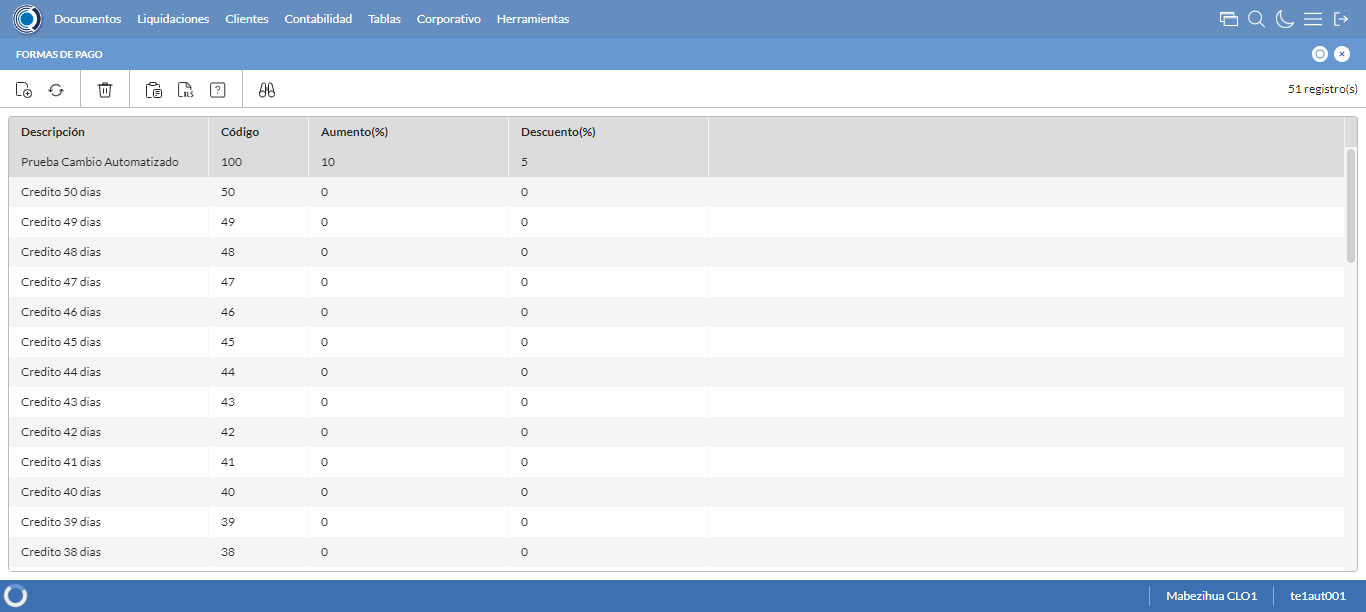 Documentos Liquidaciones Clientes Contabilidad Tablas Corporativo Herramientas
FORMAS DE PAGO
XLS ? 51 registro(s)
Descripción Código Aumento(%) Descuento(%)
Prueba Cambio Automatizado 100 10 5
Credito 50 dias 50 0 0
Credito 49 dias 49 0 0
Credito 48 dias 48 0 0
Credito 47 dias 47 0 0
Credito 46 dias 46 0 0
Credito 45 dias 45 0 0
Credito 44 dias 44 0 0
Credito 43 dias 43 0 0
Credito 42 dias 42 0 0
Credito 41 dias 41 0 0
Credito 40 dias 40 0 0
Credito 39 dias 39 0 0
Credito 38 dias 38 0 0
Mabezihua CLO1 te1aut001